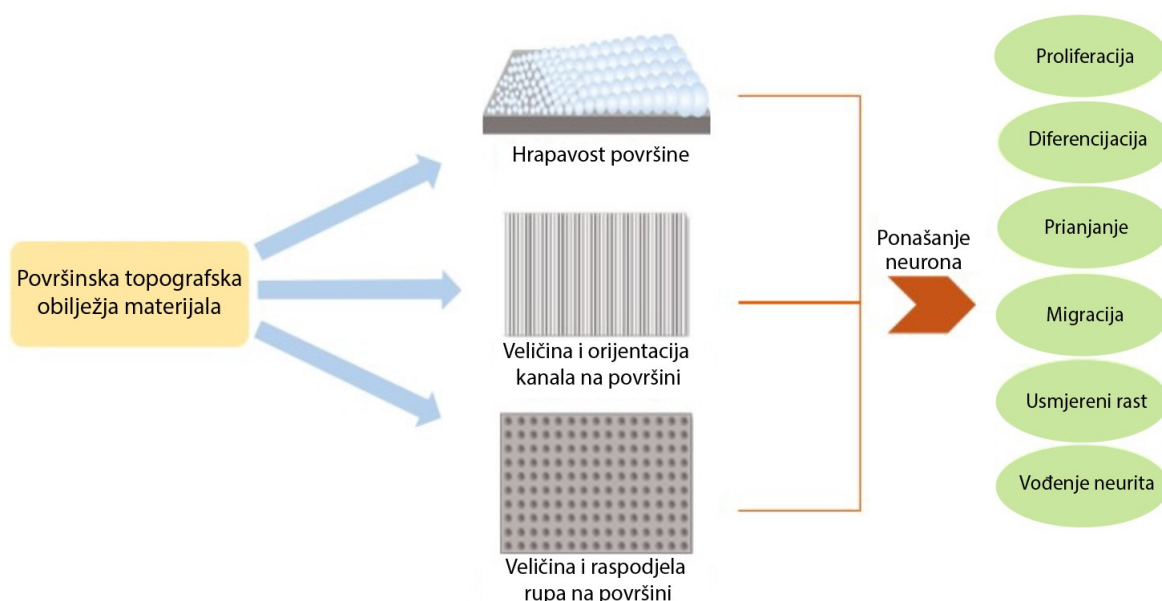 Površinska topografska
obilježja materijala
Hrapavost površine
Veličina i orijentacija
kanala na površini
Veličina i raspodjela
rupa na površini
Ponašanje
neurona
Proliferacija
Diferencijacija
Prianjanje
Migracija
Usmjereni rast
Vođenje neurita